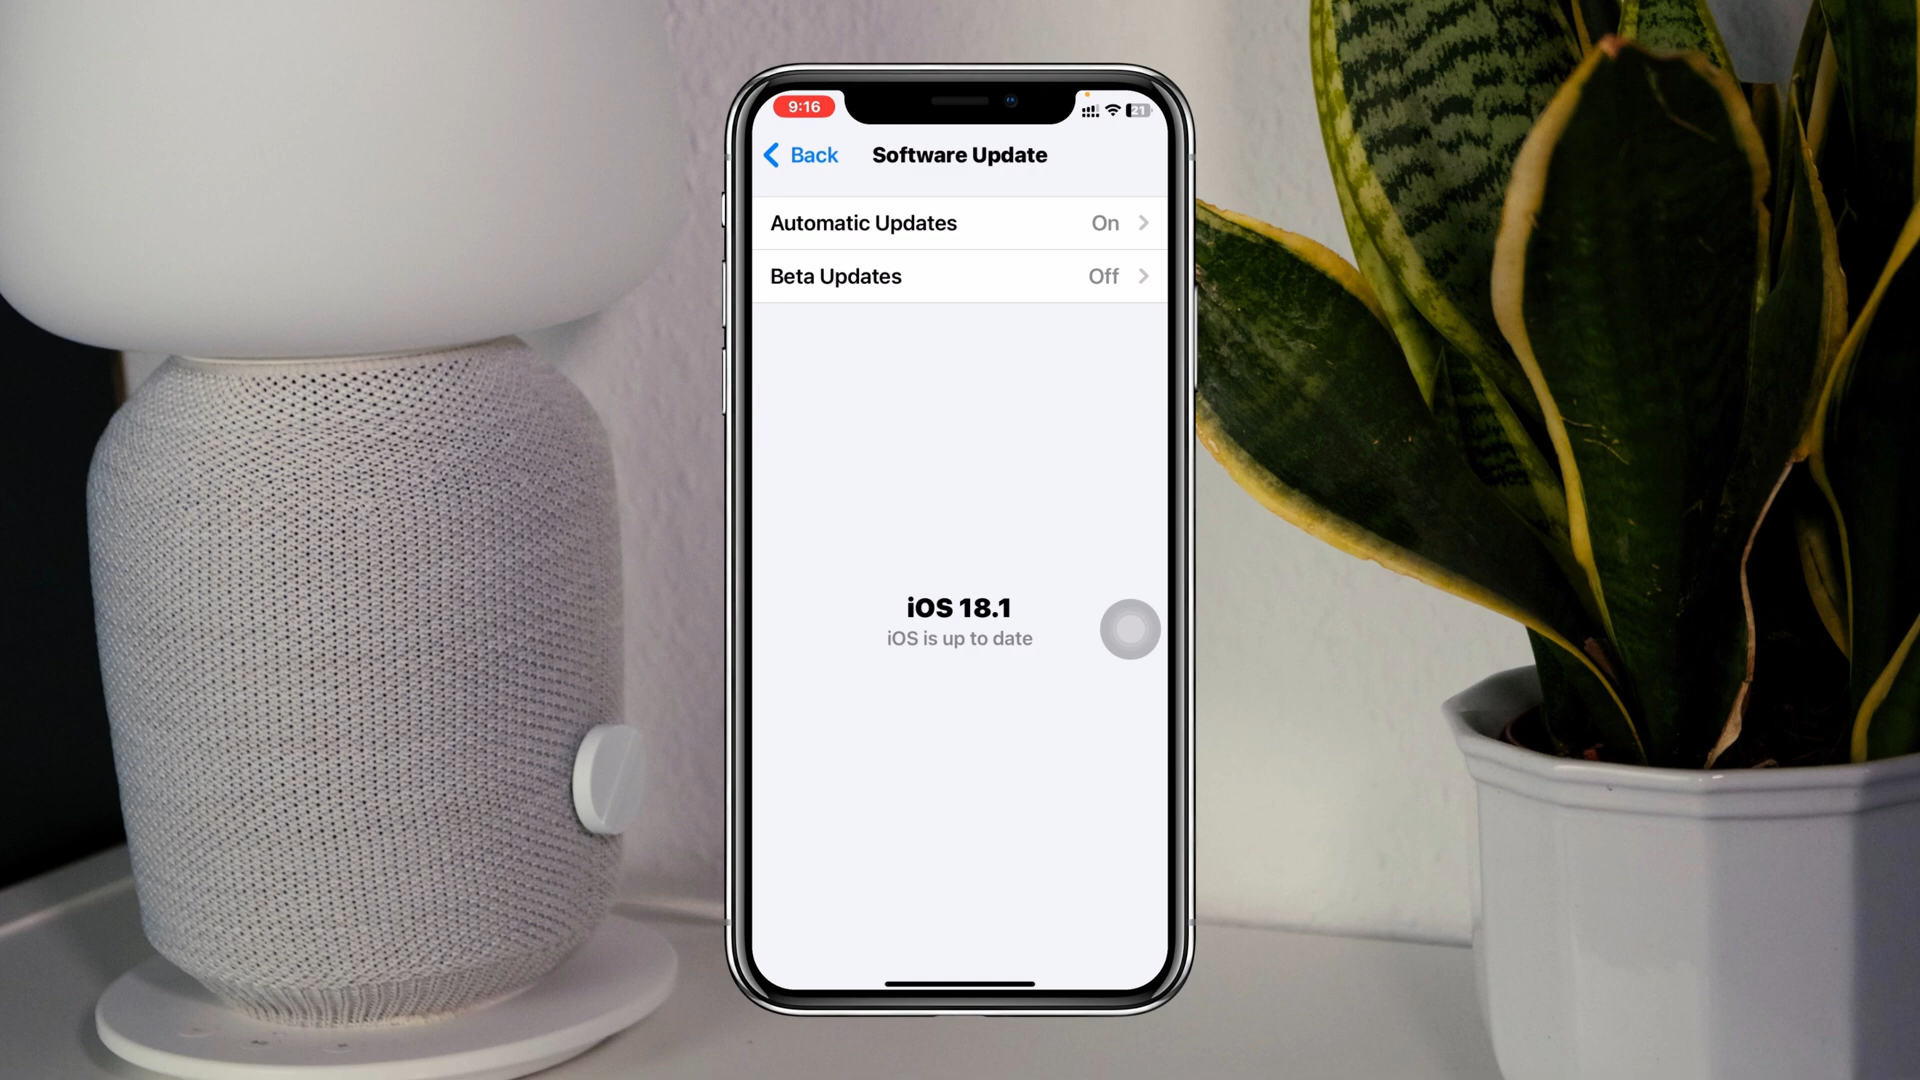 9:16
21
Back Software Update
Automatic Updates On
Beta Updates Off
iOS 18.1
iOS is up to date